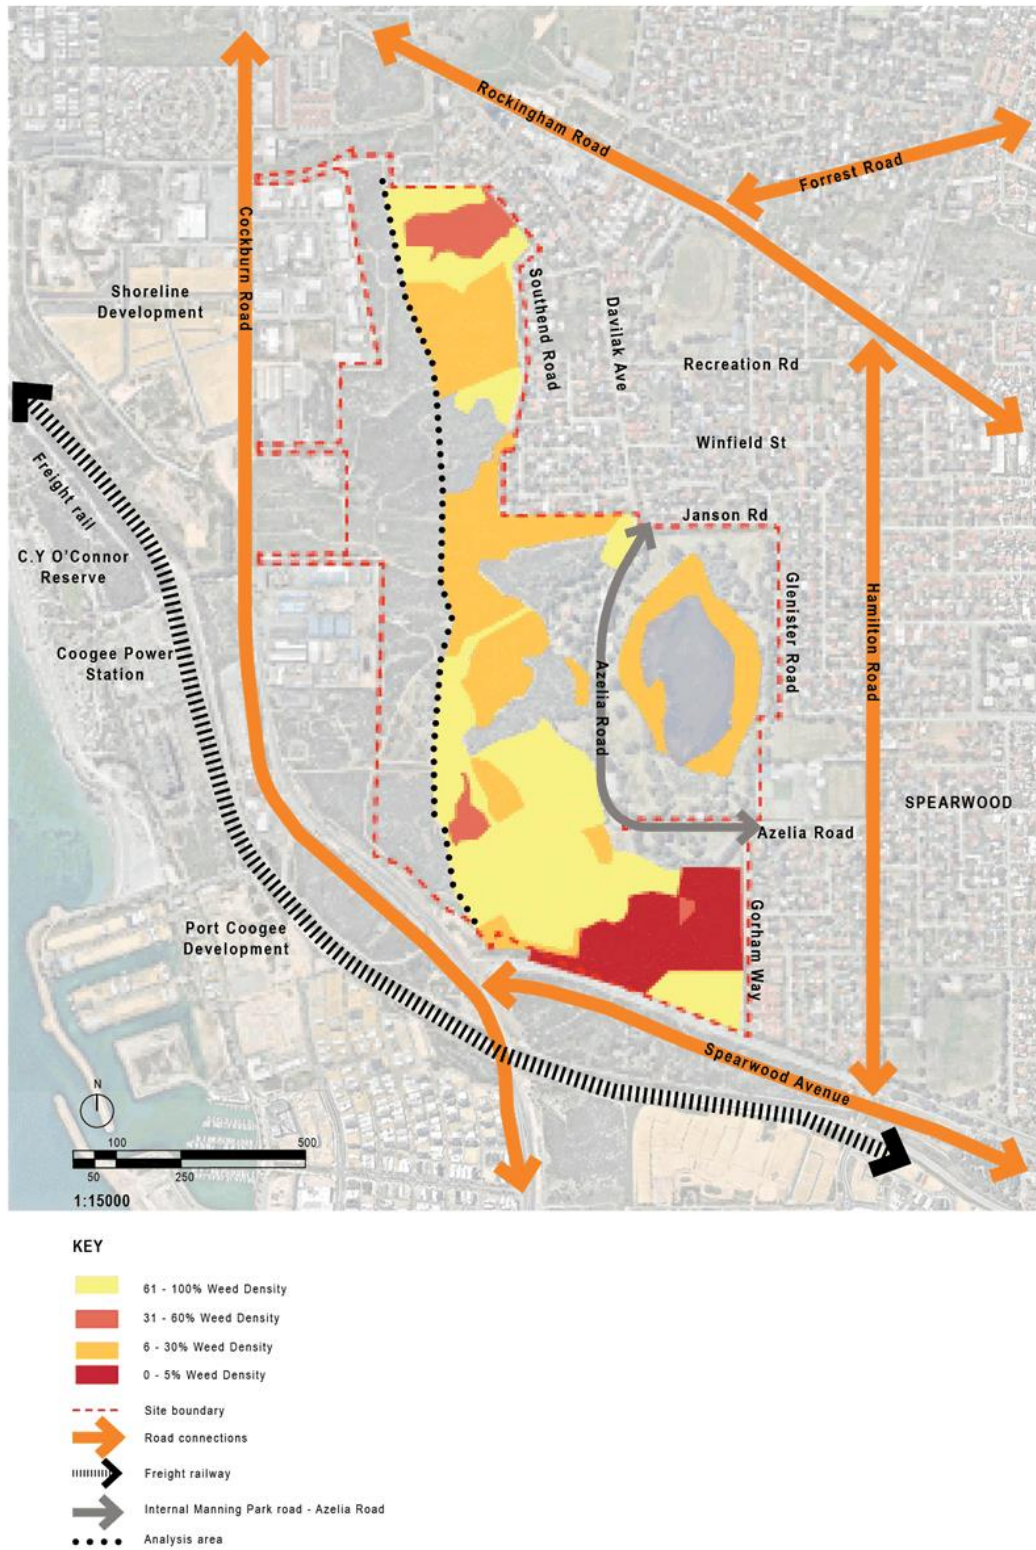 Rockingham Road
Forrest Road
Cockburn Road
Shoreline
Development
Southend Road
Davilak Ave
Recreation Rd
Winfield St
Freight rail
Janson Rd
C.Y O'Connor
Reserve
Glenister Road
Hamilton Road
Coogee Power
Station
Azelia Road
SPEARWOOD
Azelia Road
Port Coogee
Development
Gorham Way
Spearwood Avenue
N
100
500
50
250
1:15000
KEY
61 - 100% Weed Density
31 - 60% Weed Density
6 - 30% Weed Density
0 - 5% Weed Density
Site boundary
Road connections
Freight railway
Internal Manning Park road - Azelia Road
Analysis area